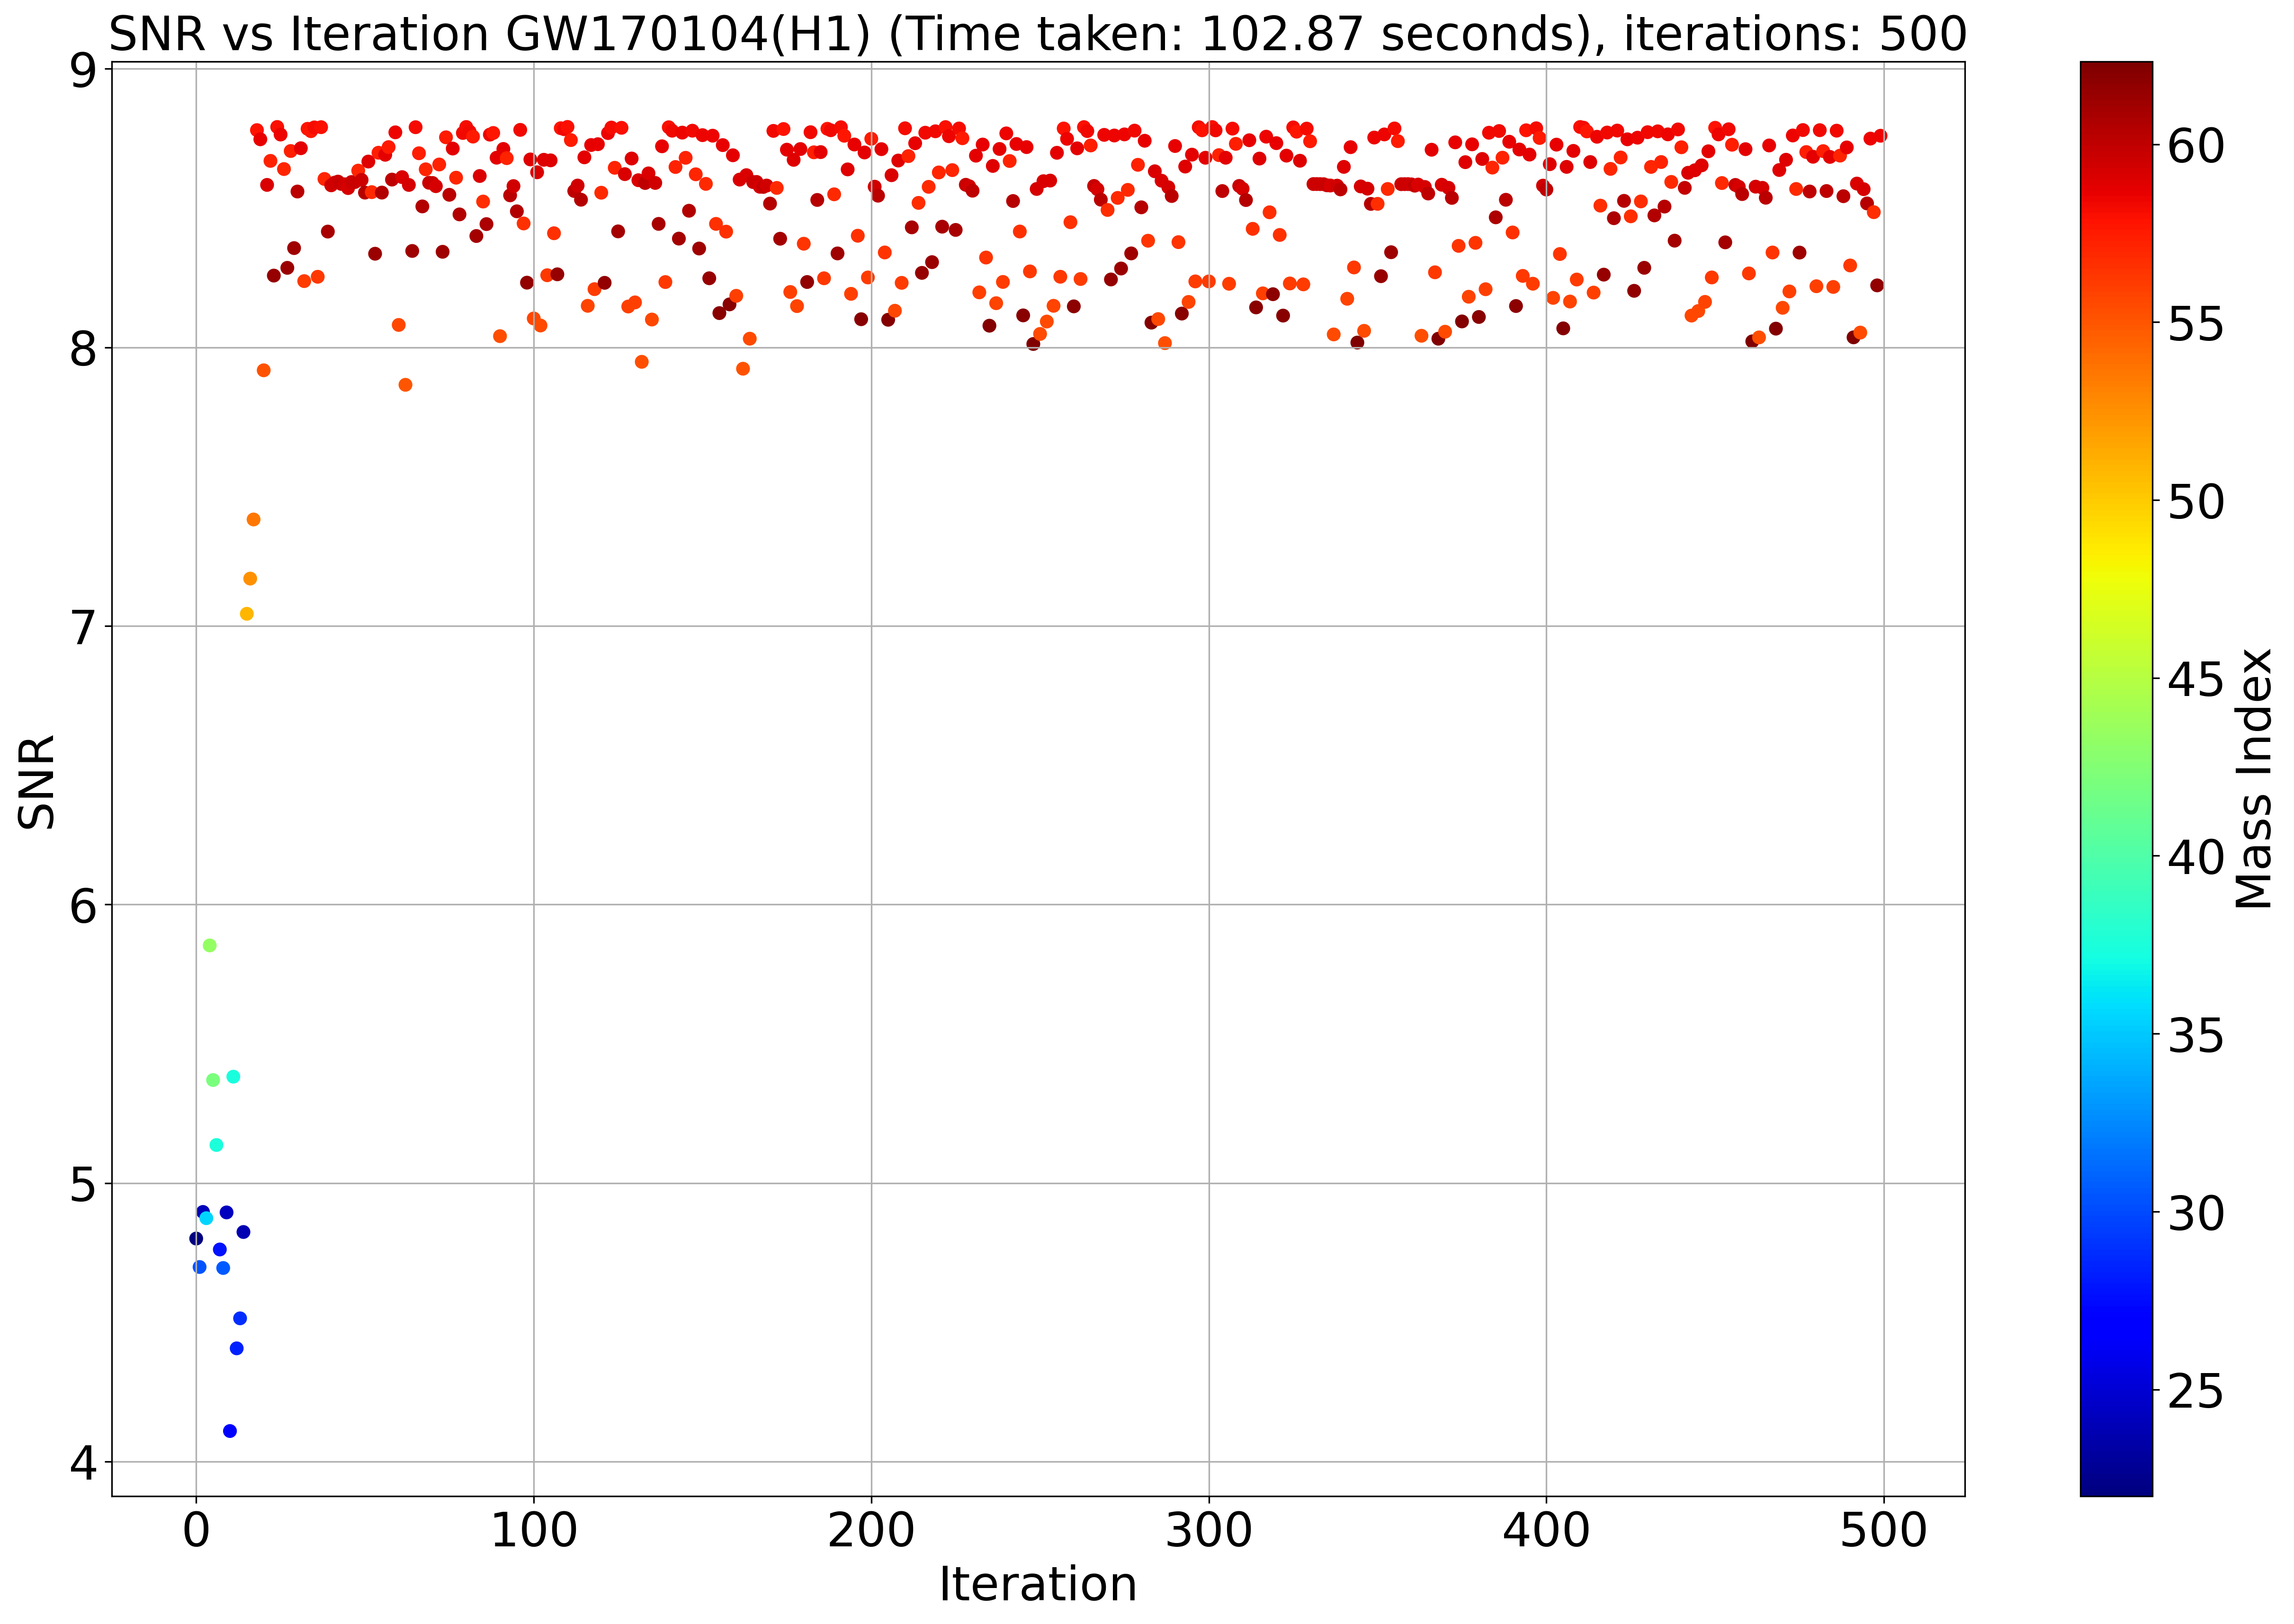 SNR vs Iteration GW170104(H1) (Time taken: 102.87 seconds), iterations: 500
9
8
7
6
5
4
SNR
0 100 200 300 400 500
Iteration
60
55
50
45
40
35
30
25
Mass Index